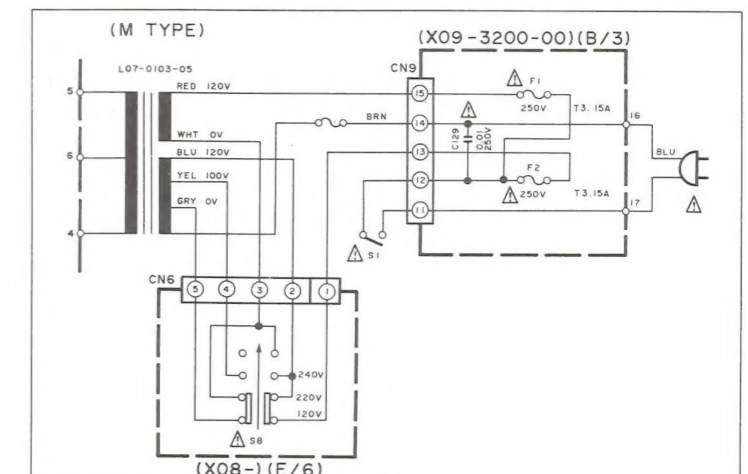 (M TYPE)
(X09-3200-00)(B/3)
L07-0103-05
CN9
5
RED 120V
15
F1
250V
T3.15A
BRN
14
16
WHT 0V
C129
0.01
250V
BLU
6
BLU 120V
13
YEL 100V
F2
12
250V
T3.15A
GRY 0V
11
17
4
S1
CN6
5
4
3
2
1
240V
220V
120V
S8
(X08-)(F/6)